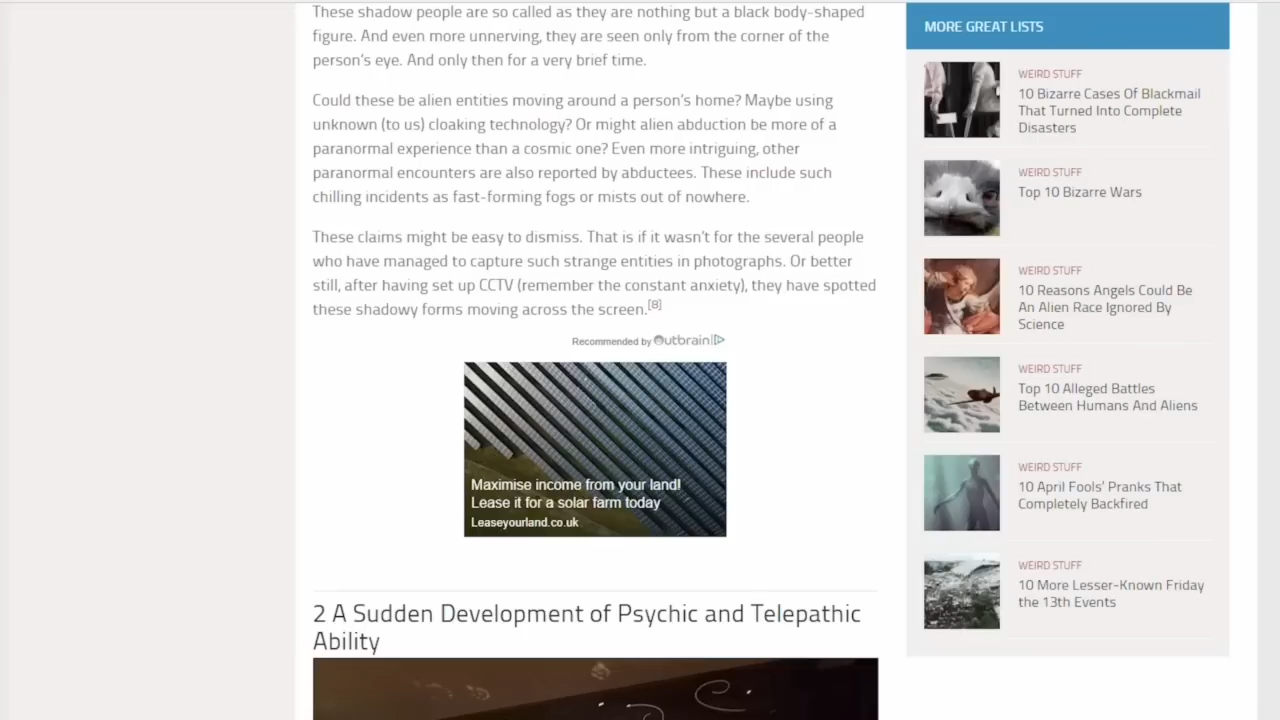 These shadow people are so called as they are nothing but a black body-shaped
figure. And even more unnerving, they are seen only from the corner of the
person's eye. And only then for a very brief time.
Could these be alien entities moving around a person's home? Maybe using
unknown (to us) cloaking technology? Or might alien abduction be more of a
paranormal experience than a cosmic one? Even more intriguing, other
paranormal encounters are also reported by abductees. These include such
chilling incidents as fast-forming fogs or mists out of nowhere.
These claims might be easy to dismiss. That is if it wasn't for the several people
who have managed to capture such strange entities in photographs. Or better
still, after having set up CCTV (remember the constant anxiety), they have spotted
these shadowy forms moving across the screen.[8]
Recommended by Outbrain
Maximise income from your land!
Lease it for a solar farm today
Leaseyourland.co.uk
2 A Sudden Development of Psychic and Telepathic
Ability
MORE GREAT LISTS
WEIRD STUFF
10 Bizarre Cases Of Blackmail
That Turned Into Complete
Disasters
WEIRD STUFF
Top 10 Bizarre Wars
WEIRD STUFF
10 Reasons Angels Could Be
An Alien Race Ignored By
Science
WEIRD STUFF
Top 10 Alleged Battles
Between Humans And Aliens
WEIRD STUFF
10 April Fools' Pranks That
Completely Backfired
WEIRD STUFF
10 More Lesser-Known Friday
the 13th Events